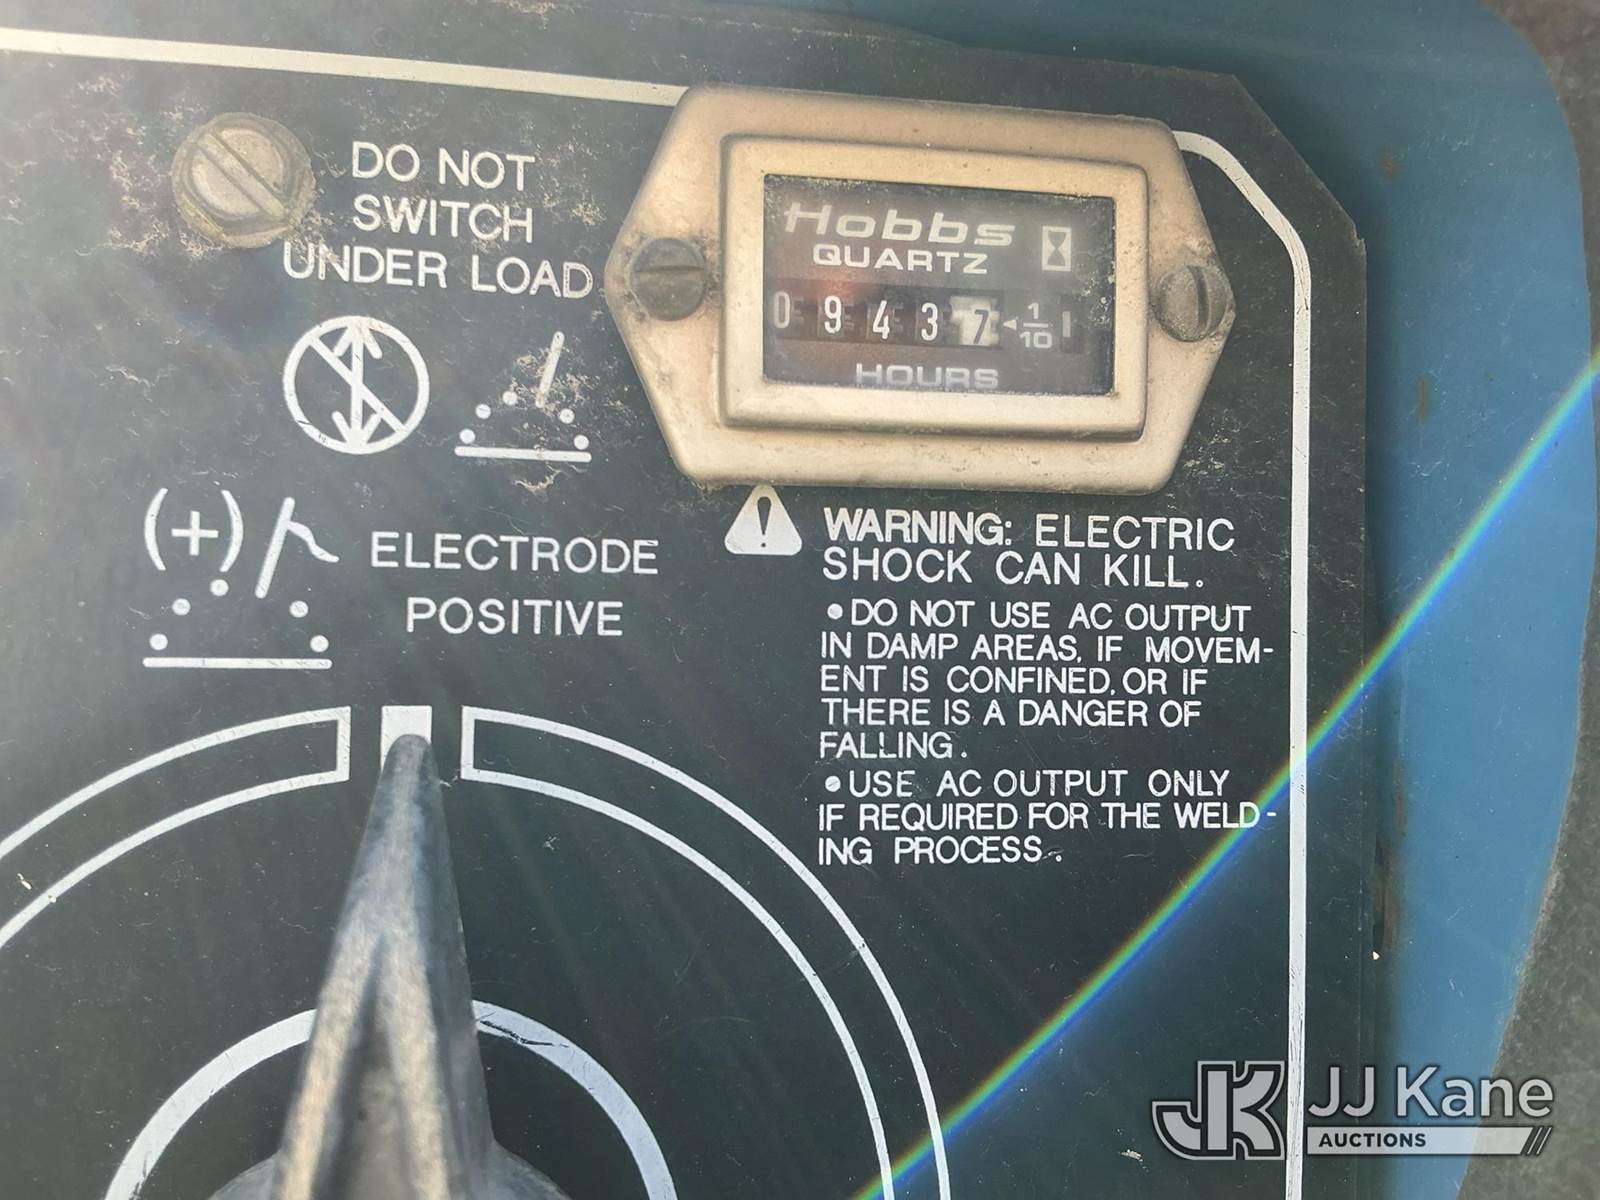 DO NOT
SWITCH
UNDER LOAD
Hobbs
QUARTZ
0 9 4 3 7 1/10
HOURS
(+)
ELECTRODE
POSITIVE
WARNING: ELECTRIC
SHOCK CAN KILL.
•DO NOT USE AC OUTPUT
IN DAMP AREAS, IF MOVEM-
ENT IS CONFINED, OR IF
THERE IS A DANGER OF
FALLING.
•USE AC OUTPUT ONLY
IF REQUIRED FOR THE WELD-
ING PROCESS.
JK JJ Kane
AUCTIONS